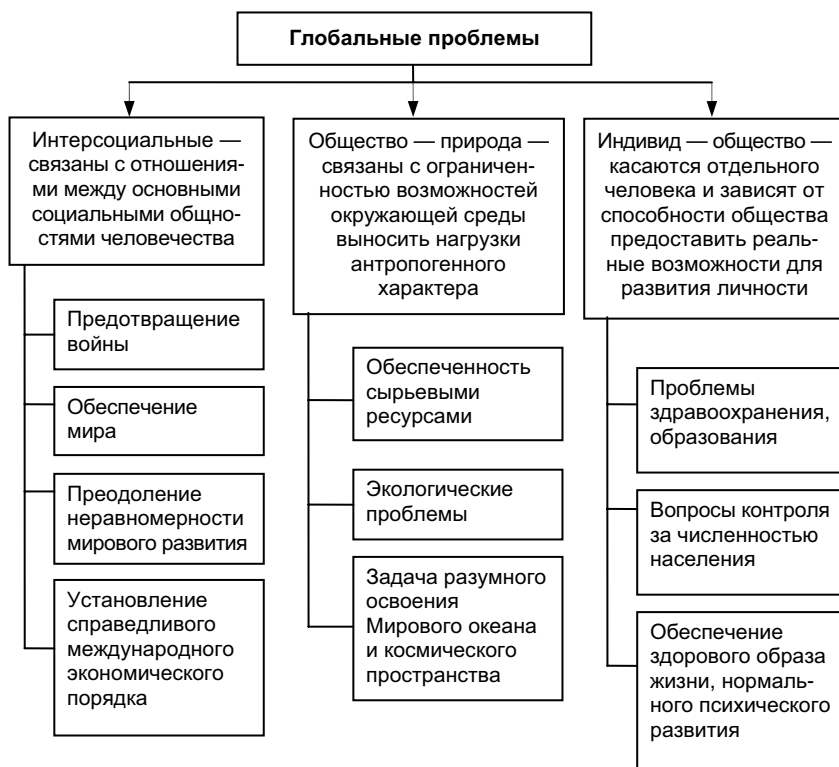 Глобальные проблемы
Интерсоциальные —
связаны с отношения-
ми между основными
социальными общно-
стями человечества
Предотвращение
войны
Обеспечение
мира
Преодоление
неравномерности
мирового развития
Установление
справедливого
международного
экономического
порядка
Общество — природа —
связаны с ограничен-
ностью возможностей
окружающей среды
выносить нагрузки
антропогенного
характера
Обеспеченность
сырьевыми
ресурсами
Экологические
проблемы
Задача разумного
освоения
Мирового океана
и космического
пространства
Индивид — общество —
касаются отдельного
человека и зависят от
способности общества
предоставить реаль-
ные возможности для
развития личности
Проблемы
здравоохранения,
образования
Вопросы контроля
за численностью
населения
Обеспечение
здорового образа
жизни, нормаль-
ного психического
развития